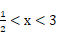 1/2 < x < 3